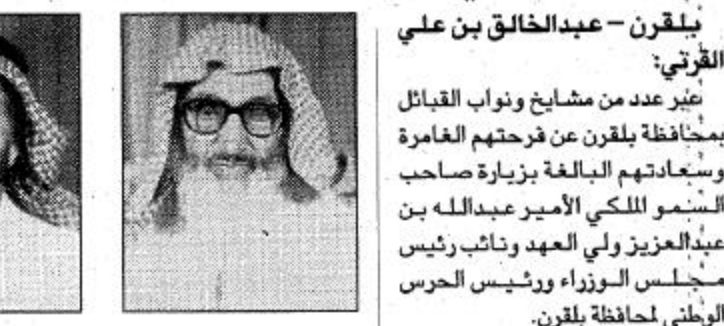 بلقرن – عبدالخالق بن علي
القرني:
عبر عدد من مشايخ ونواب القبائل
بمحافظة بلقرن عن فرحتهم الغامرة
وسعادتهم البالغة بزيارة صاحب
السمو الملكي الأمير عبدالله بن
عبدالعزيز ولي العهد ونائب رئيس
مجلس الوزراء ورئيس الحرس
الوطني لمحافظة بلقرن.